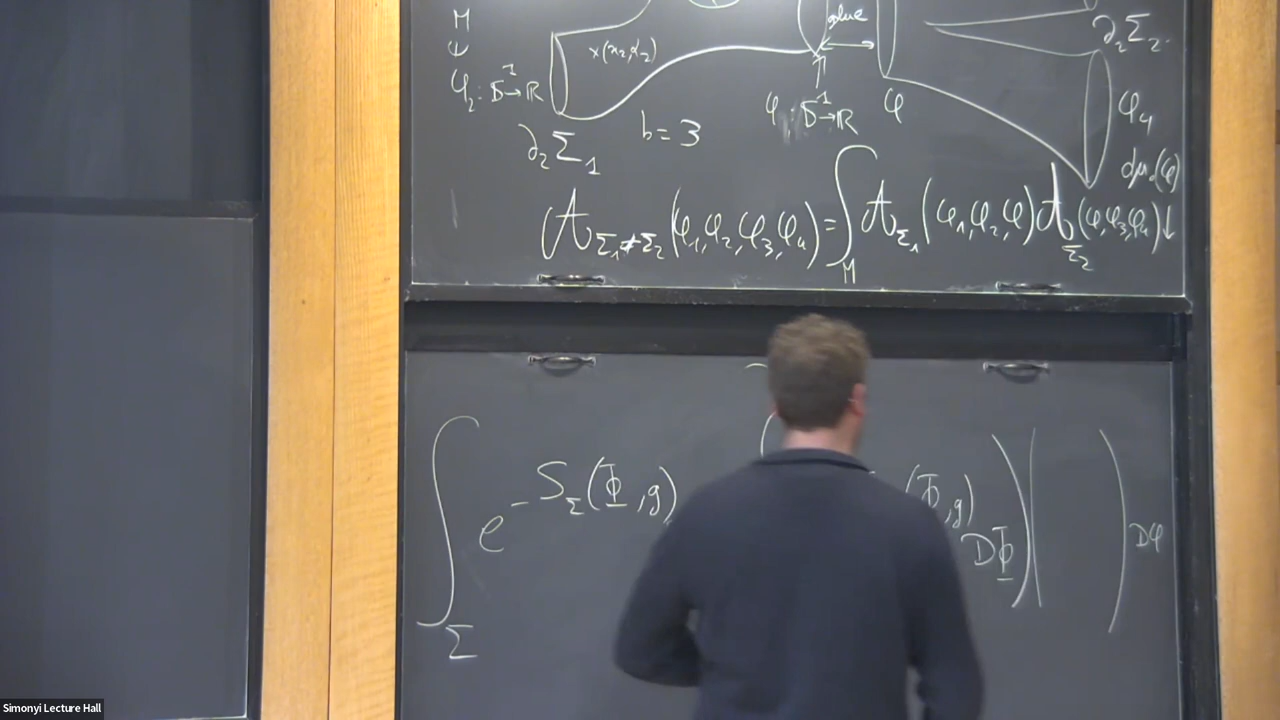 M
↓
φ₂ : S¹→ℝ
x(x₂,α₂)
glue
∂₂Σ₂
φ : S¹→ℝ
φ
φ₄
∂₂Σ₁
b=3
dμ₀(φ)
(A_{Σ₁#Σ₂}(φ₁,φ₂,φ₃,φ₄)=∫_M A_{Σ₁}(φ₁,φ₂,φ)A_{Σ₂}(φ,φ₃,φ₄)↓
∫_Σ e^{-S_Σ(Φ,g)} (Φ,g) DΦ)( )Dφ
Simonyi Lecture Hall